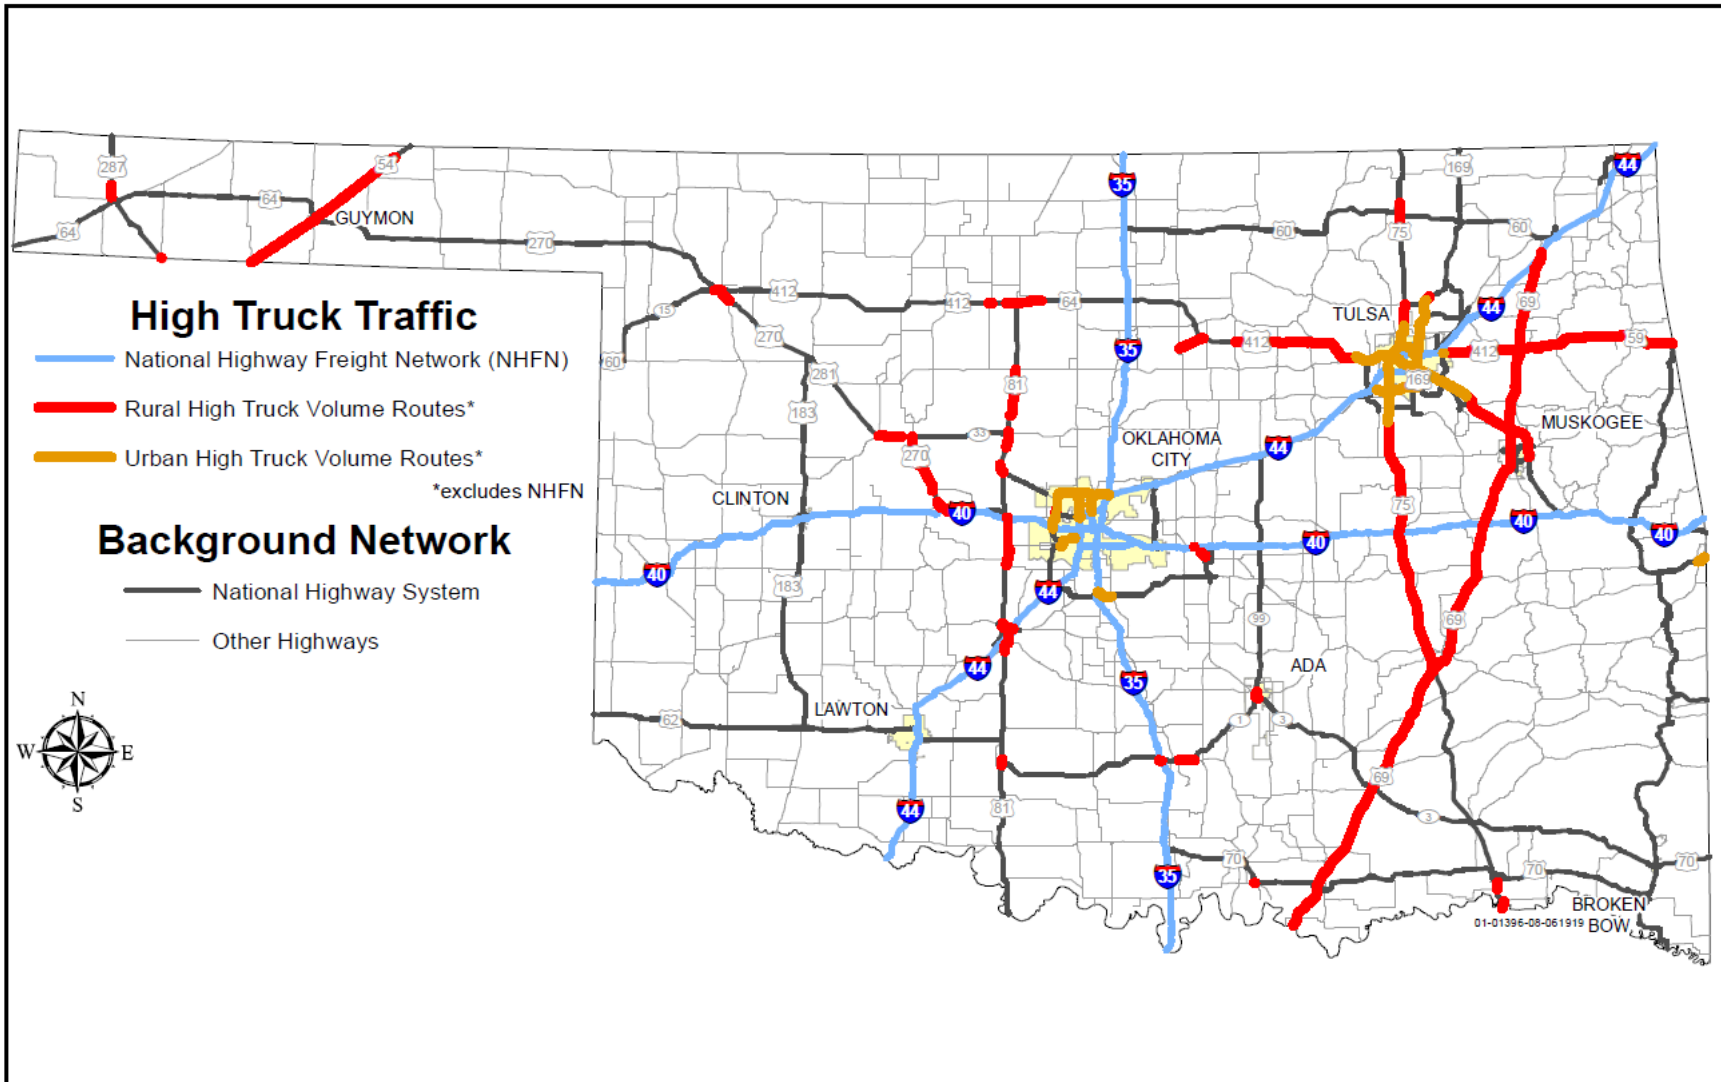 High Truck Traffic
National Highway Freight Network (NHFN)
Rural High Truck Volume Routes*
Urban High Truck Volume Routes*
*excludes NHFN
Background Network
National Highway System
Other Highways
N
W
E
S
287
54
64
64
GUYMON
270
412
15
270
60
281
183
183
412
64
81
33
270
CLINTON
40
40
62
LAWTON
44
44
44
81
35
35
60
OKLAHOMA
CITY
44
412
TULSA
75
169
60
44
44
69
412
59
169
MUSKOGEE
75
40
40
40
69
99
ADA
1
3
35
35
69
3
70
70
70
BROKEN
BOW
01-01396-08-061919